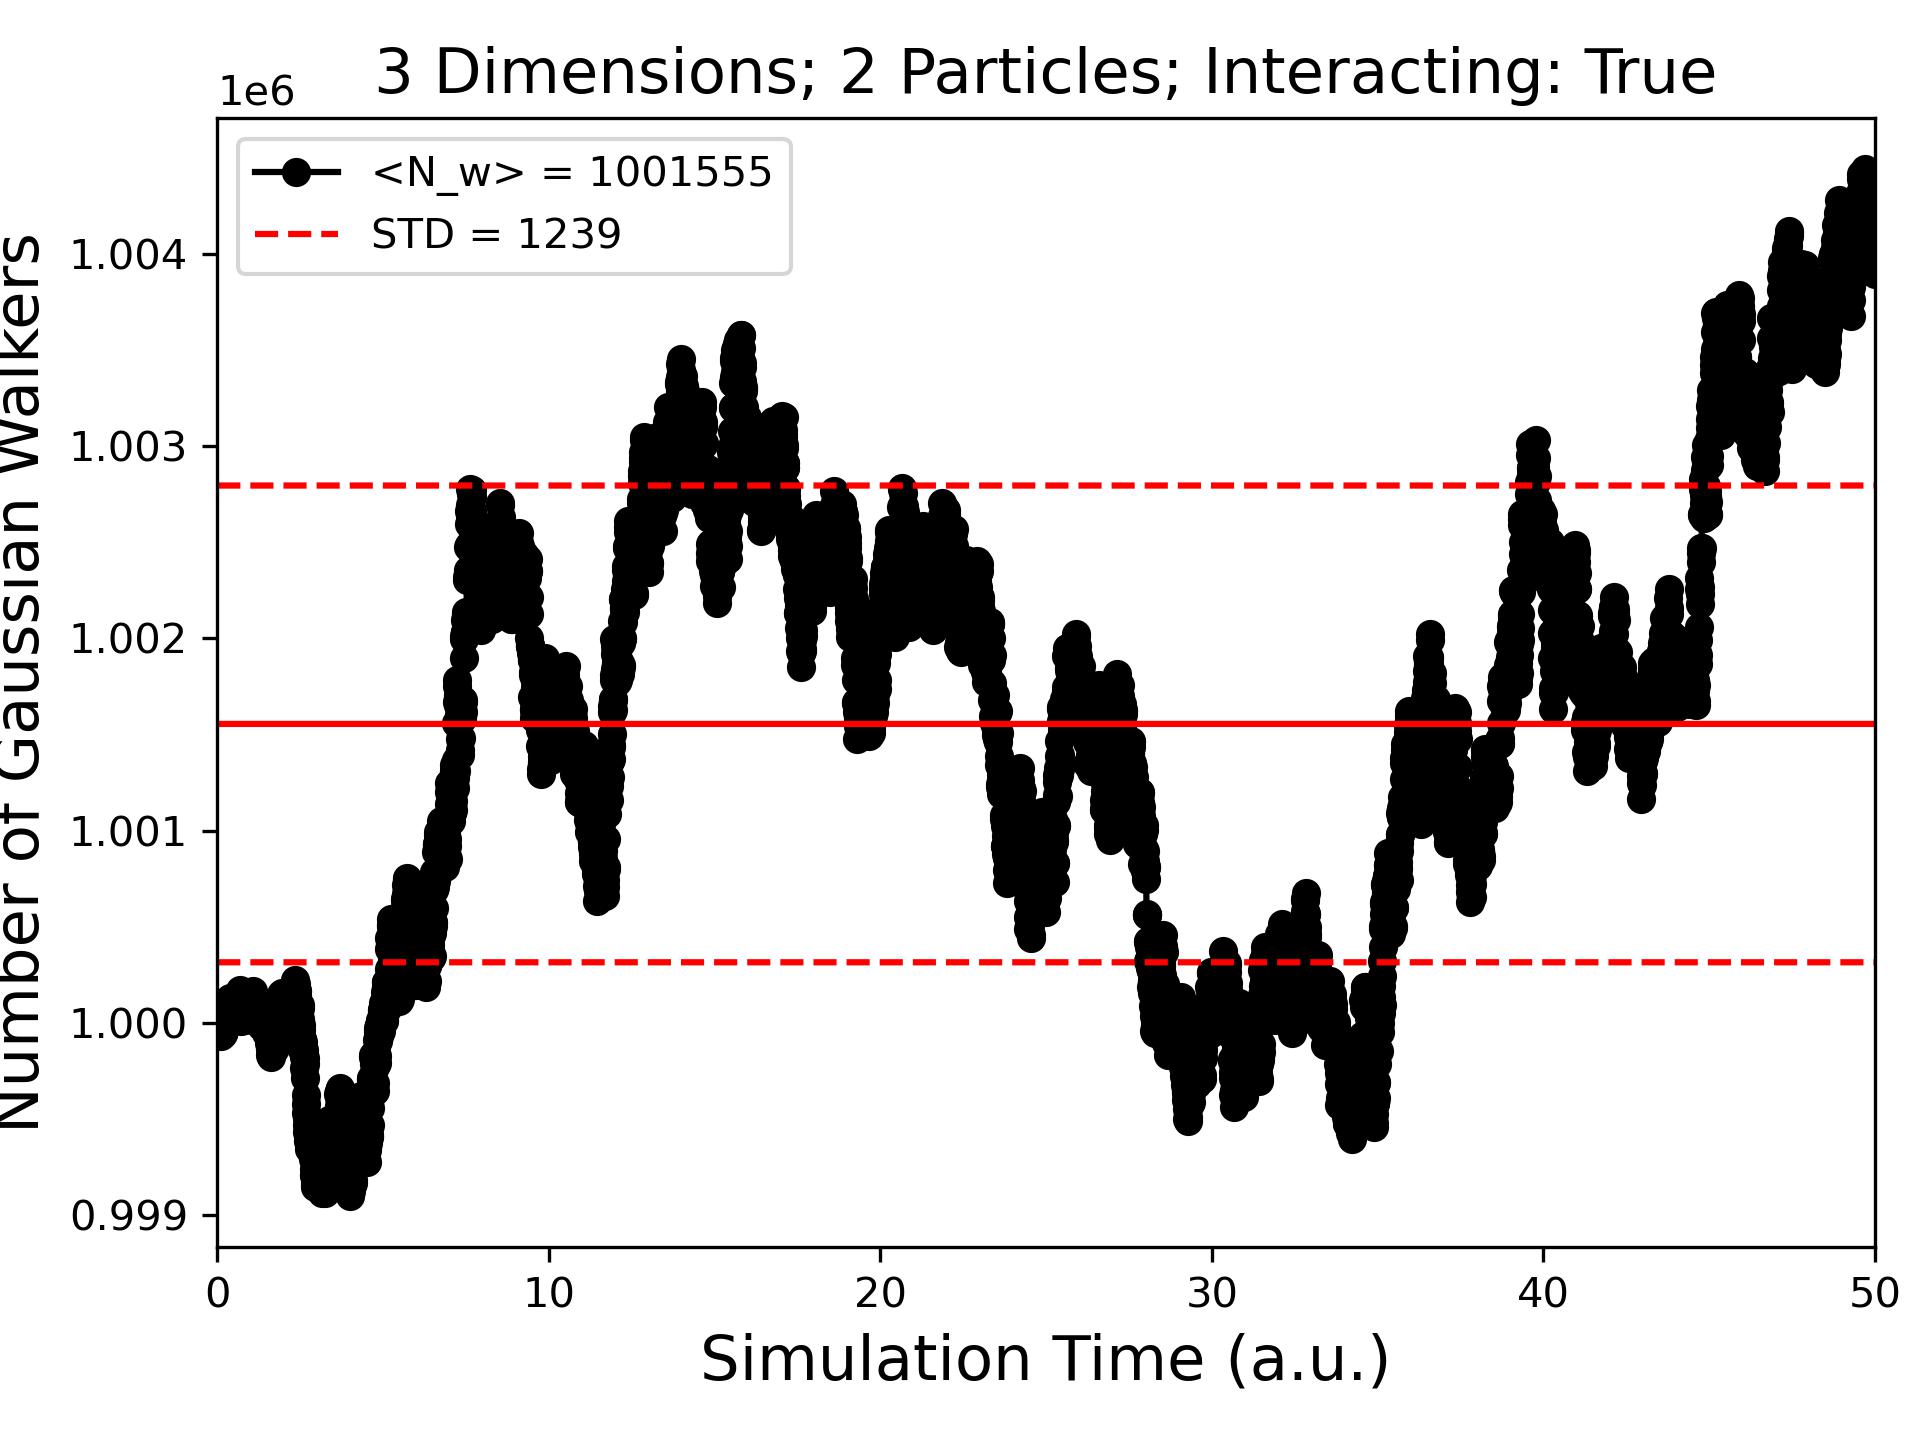 3 Dimensions; 2 Particles; Interacting: True
1e6
<N_w> = 1001555
STD = 1239
Number of Gaussian Walkers
1.004
1.003
1.002
1.001
1.000
0.999
0 10 20 30 40 50
Simulation Time (a.u.)